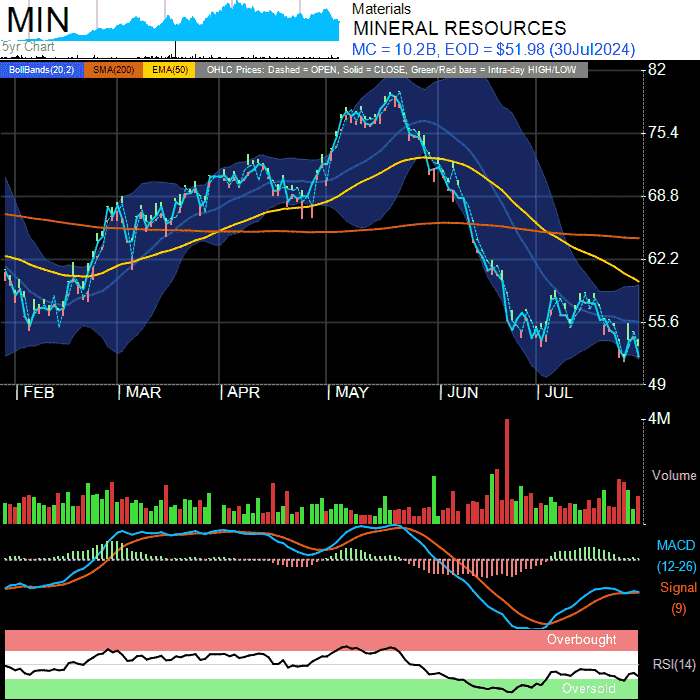 MIN
5yr Chart
Materials
MINERAL RESOURCES
MC = 10.2B, EOD = $51.98 (30Jul2024)
BollBands(20,2) SMA(200) EMA(50) OHLC Prices: Dashed = OPEN, Solid = CLOSE, Green/Red bars = Intra-day HIGH/LOW
82
75.4
68.8
62.2
55.6
49
| FEB | MAR | APR | MAY | JUN | JUL
4M
Volume
MACD
(12-26)
Signal
(9)
Overbought
RSI(14)
Oversold